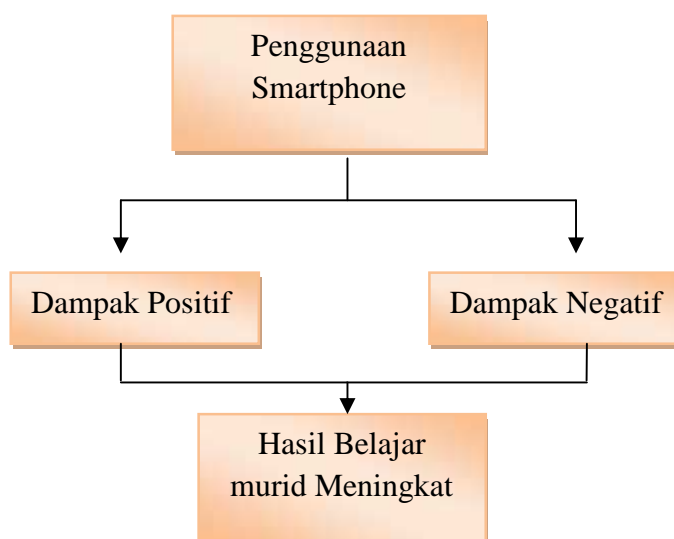 Penggunaan
Smartphone
Dampak Positif
Dampak Negatif
Hasil Belajar
murid Meningkat